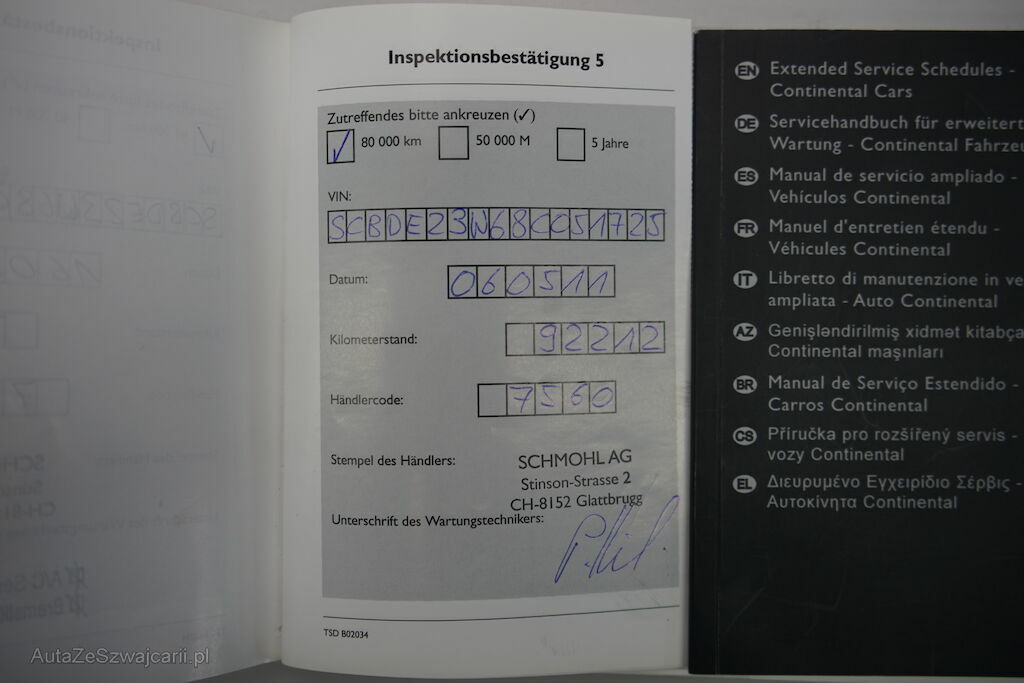 Inspektionsbestätigung 5
Zutreffendes bitte ankreuzen (✓)
✓ 80 000 km 50 000 M 5 Jahre
VIN:
SCBDE23W68CC51725
Datum: 060511
Kilometerstand: 92212
Händlercode: 7560
Stempel des Händlers: SCHMOHL AG
Stinson-Strasse 2
CH-8152 Glattbrugg
Unterschrift des Wartungstechnikers:
TSD B02034
EN Extended Service Schedules -
Continental Cars
DE Servicehandbuch für erweitert
Wartung - Continental Fahrzeu
ES Manual de servicio ampliado -
Vehículos Continental
FR Manuel d'entretien étendu -
Véhicules Continental
IT Libretto di manutenzione in ve
ampliata - Auto Continental
AZ Genişləndirilmiş xidmət kitabça
Continental maşınları
BR Manual de Serviço Estendido -
Carros Continental
CS Příručka pro rozšířený servis -
vozy Continental
EL Διευρυμένο Εγχειρίδιο Σέρβις -
Αυτοκίνητα Continental
AutaZeSzwajcarii.pl